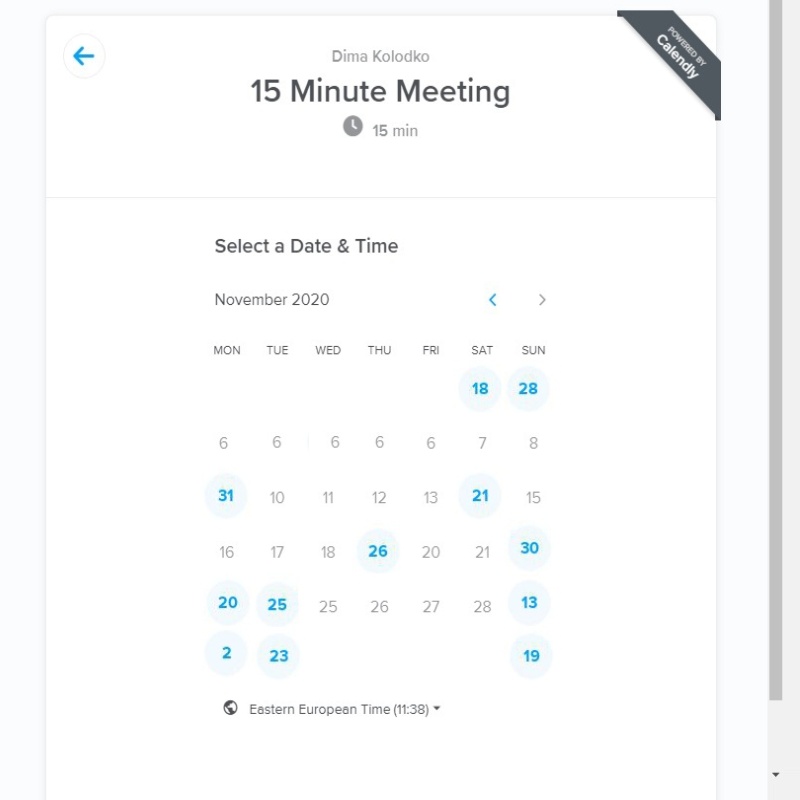 POWERED BY
Calendly
Dima Kolodko
15 Minute Meeting
15 min
Select a Date & Time
November 2020
MON TUE WED THU FRI SAT SUN
18 28
6 6 6 6 6 7 8
31 10 11 12 13 21 15
16 17 18 26 20 21 30
20 25 25 26 27 28 13
2 23 19
Eastern European Time (11:38)